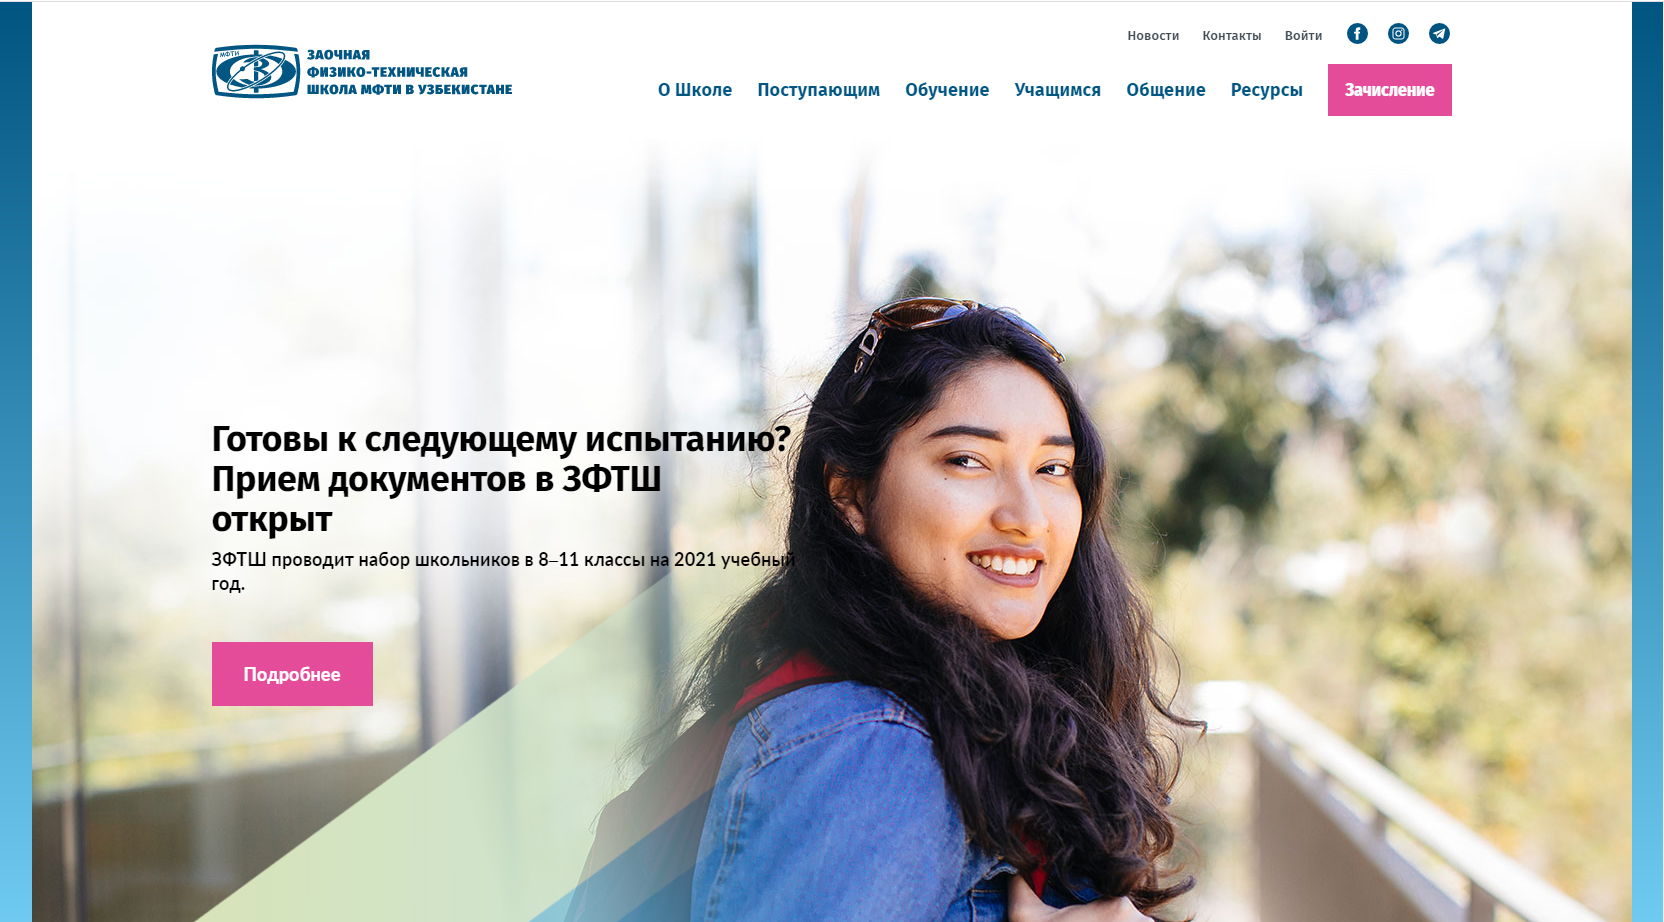 Новости Контакты Войти
МФТИ
ЗАОЧНАЯ
ФИЗИКО-ТЕХНИЧЕСКАЯ
ШКОЛА МФТИ В УЗБЕКИСТАНЕ
О Школе Поступающим Обучение Учащимся Общение Ресурсы Зачисление
Готовы к следующему испытанию?
Прием документов в ЗФТШ
открыт
ЗФТШ проводит набор школьников в 8–11 классы на 2021 учебный
год.
Подробнее